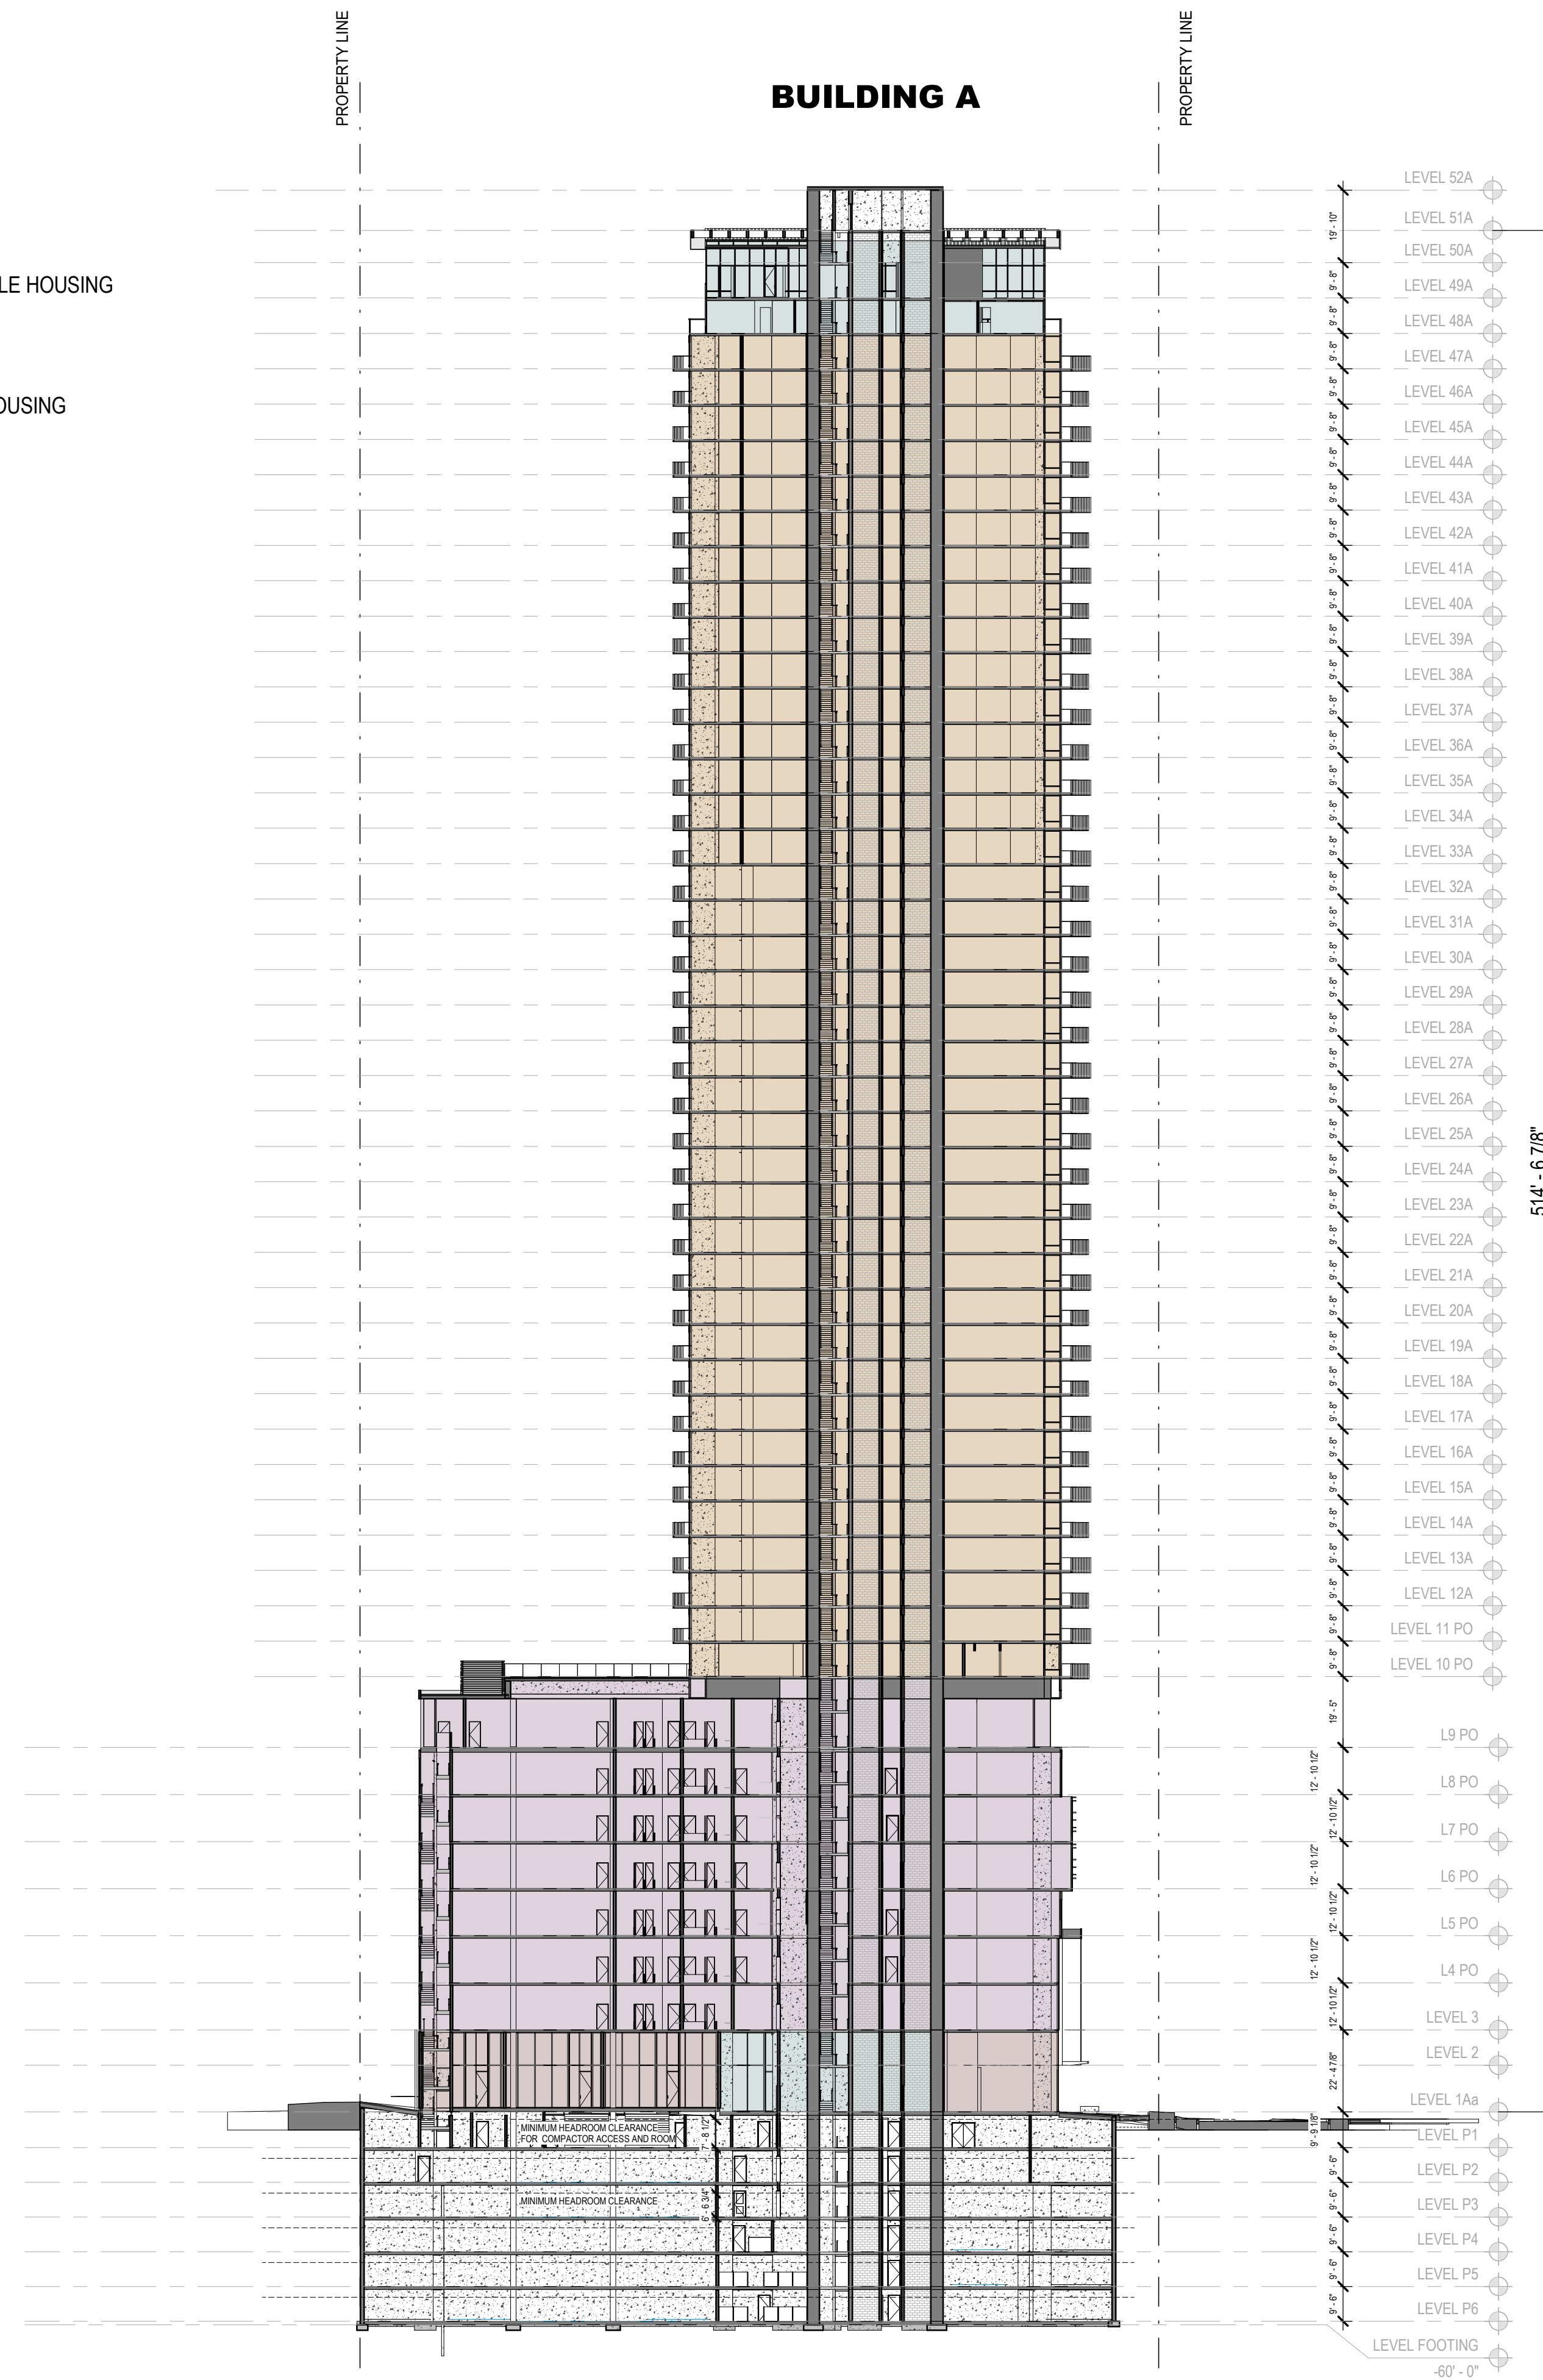 PROPERTY LINE
PROPERTY LINE
BUILDING A
LE HOUSING
OUSING
LEVEL 52A
19' - 10"
LEVEL 51A
LEVEL 50A
9' - 8"
LEVEL 49A
9' - 8"
LEVEL 48A
9' - 8"
LEVEL 47A
9' - 8"
LEVEL 46A
9' - 8"
LEVEL 45A
9' - 8"
LEVEL 44A
9' - 8"
LEVEL 43A
9' - 8"
LEVEL 42A
9' - 8"
LEVEL 41A
9' - 8"
LEVEL 40A
9' - 8"
LEVEL 39A
9' - 8"
LEVEL 38A
9' - 8"
LEVEL 37A
9' - 8"
LEVEL 36A
9' - 8"
LEVEL 35A
9' - 8"
LEVEL 34A
9' - 8"
LEVEL 33A
9' - 8"
LEVEL 32A
9' - 8"
LEVEL 31A
9' - 8"
LEVEL 30A
9' - 8"
LEVEL 29A
9' - 8"
LEVEL 28A
9' - 8"
LEVEL 27A
9' - 8"
LEVEL 26A
9' - 8"
LEVEL 25A
9' - 8"
LEVEL 24A
9' - 8"
LEVEL 23A
9' - 8"
LEVEL 22A
9' - 8"
LEVEL 21A
9' - 8"
LEVEL 20A
9' - 8"
LEVEL 19A
9' - 8"
LEVEL 18A
9' - 8"
LEVEL 17A
9' - 8"
LEVEL 16A
9' - 8"
LEVEL 15A
9' - 8"
LEVEL 14A
9' - 8"
LEVEL 13A
9' - 8"
LEVEL 12A
9' - 8"
LEVEL 11 PO
9' - 8"
LEVEL 10 PO
19' - 5"
L9 PO
12' - 10 1/2"
L8 PO
12' - 10 1/2"
L7 PO
12' - 10 1/2"
L6 PO
12' - 10 1/2"
L5 PO
12' - 10 1/2"
L4 PO
12' - 10 1/2"
LEVEL 3
LEVEL 2
22' - 4 7/8"
LEVEL 1Aa
9' - 9 1/8"
LEVEL P1
9' - 6"
LEVEL P2
9' - 6"
LEVEL P3
9' - 6"
LEVEL P4
9' - 6"
LEVEL P5
9' - 6"
LEVEL P6
LEVEL FOOTING
-60' - 0"
514' - 6 7/8"
MINIMUM HEADROOM CLEARANCE
FOR COMPACTOR ACCESS AND ROOM
7' - 8 1/2"
MINIMUM HEADROOM CLEARANCE
6' - 6 3/4"